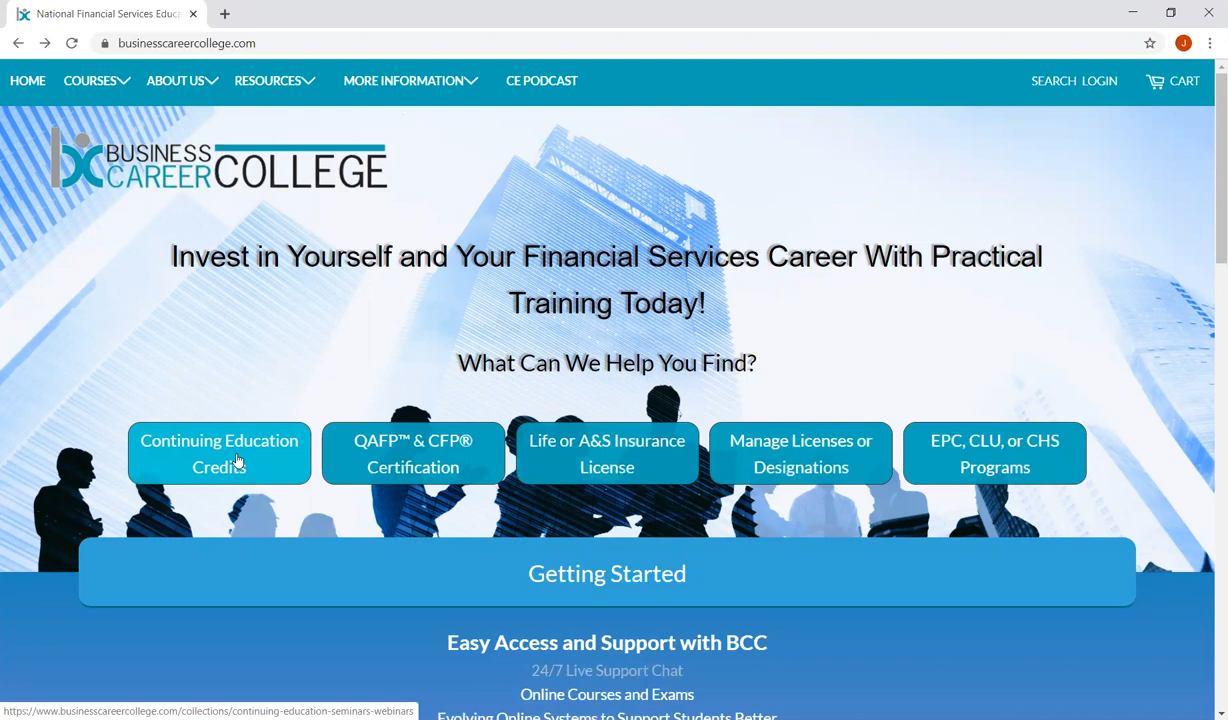 National Financial Services Educa
businesscareercollege.com
J
HOME COURSES ABOUT US RESOURCES MORE INFORMATION CE PODCAST SEARCH LOGIN CART
BUSINESS
CAREER COLLEGE
Invest in Yourself and Your Financial Services Career With Practical
Training Today!
What Can We Help You Find?
Continuing Education
Credits
QAFP™ & CFP®
Certification
Life or A&S Insurance
License
Manage Licenses or
Designations
EPC, CLU, or CHS
Programs
Getting Started
Easy Access and Support with BCC
24/7 Live Support Chat
Online Courses and Exams
Evolving Online Systems to Support Students Better
https://www.businesscareercollege.com/collections/continuing-education-seminars-webinars